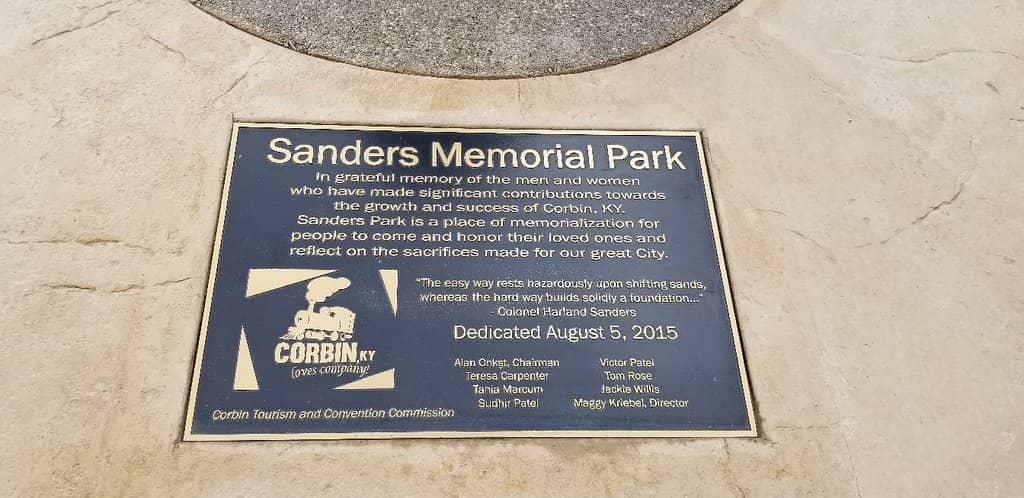 Sanders Memorial Park
In grateful memory of the men and women
who have made significant contributions towards
the growth and success of Corbin, KY.
Sanders Park is a place of memorialization for
people to come and honor their loved ones and
reflect on the sacrifices made for our great City.
"The easy way rests hazardously upon shifting sands,
whereas the hard way builds solidly a foundation..."
- Colonel Harland Sanders
Dedicated August 5, 2015
CORBIN, KY
loves company!
Alan Onkst, Chairman
Teresa Carpenter
Tania Marcum
Sudhir Patel
Victor Patel
Tom Rose
Jackie Willis
Maggy Kriebel, Director
Corbin Tourism and Convention Commission